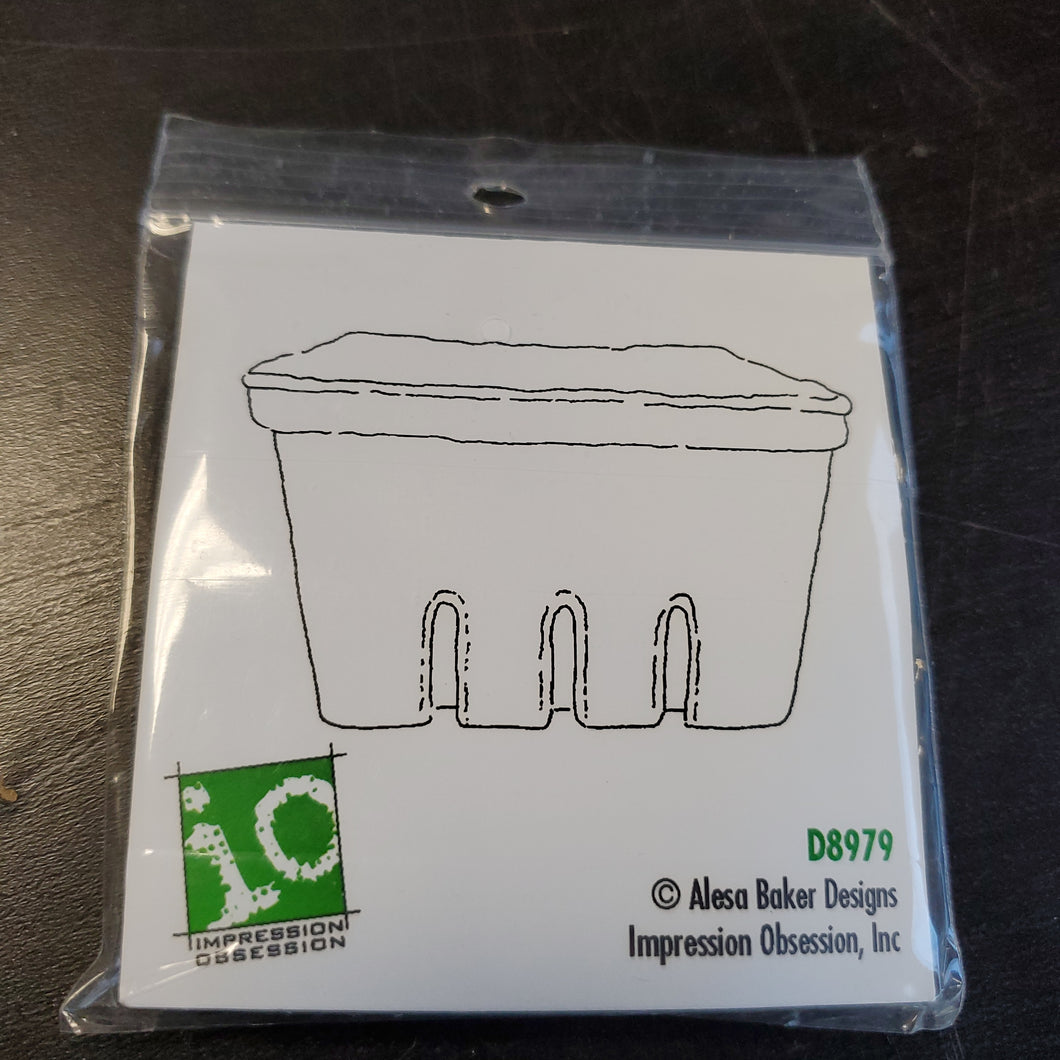 io
IMPRESSION
OBSESSION
D8979
© Alesa Baker Designs
Impression Obsession, Inc